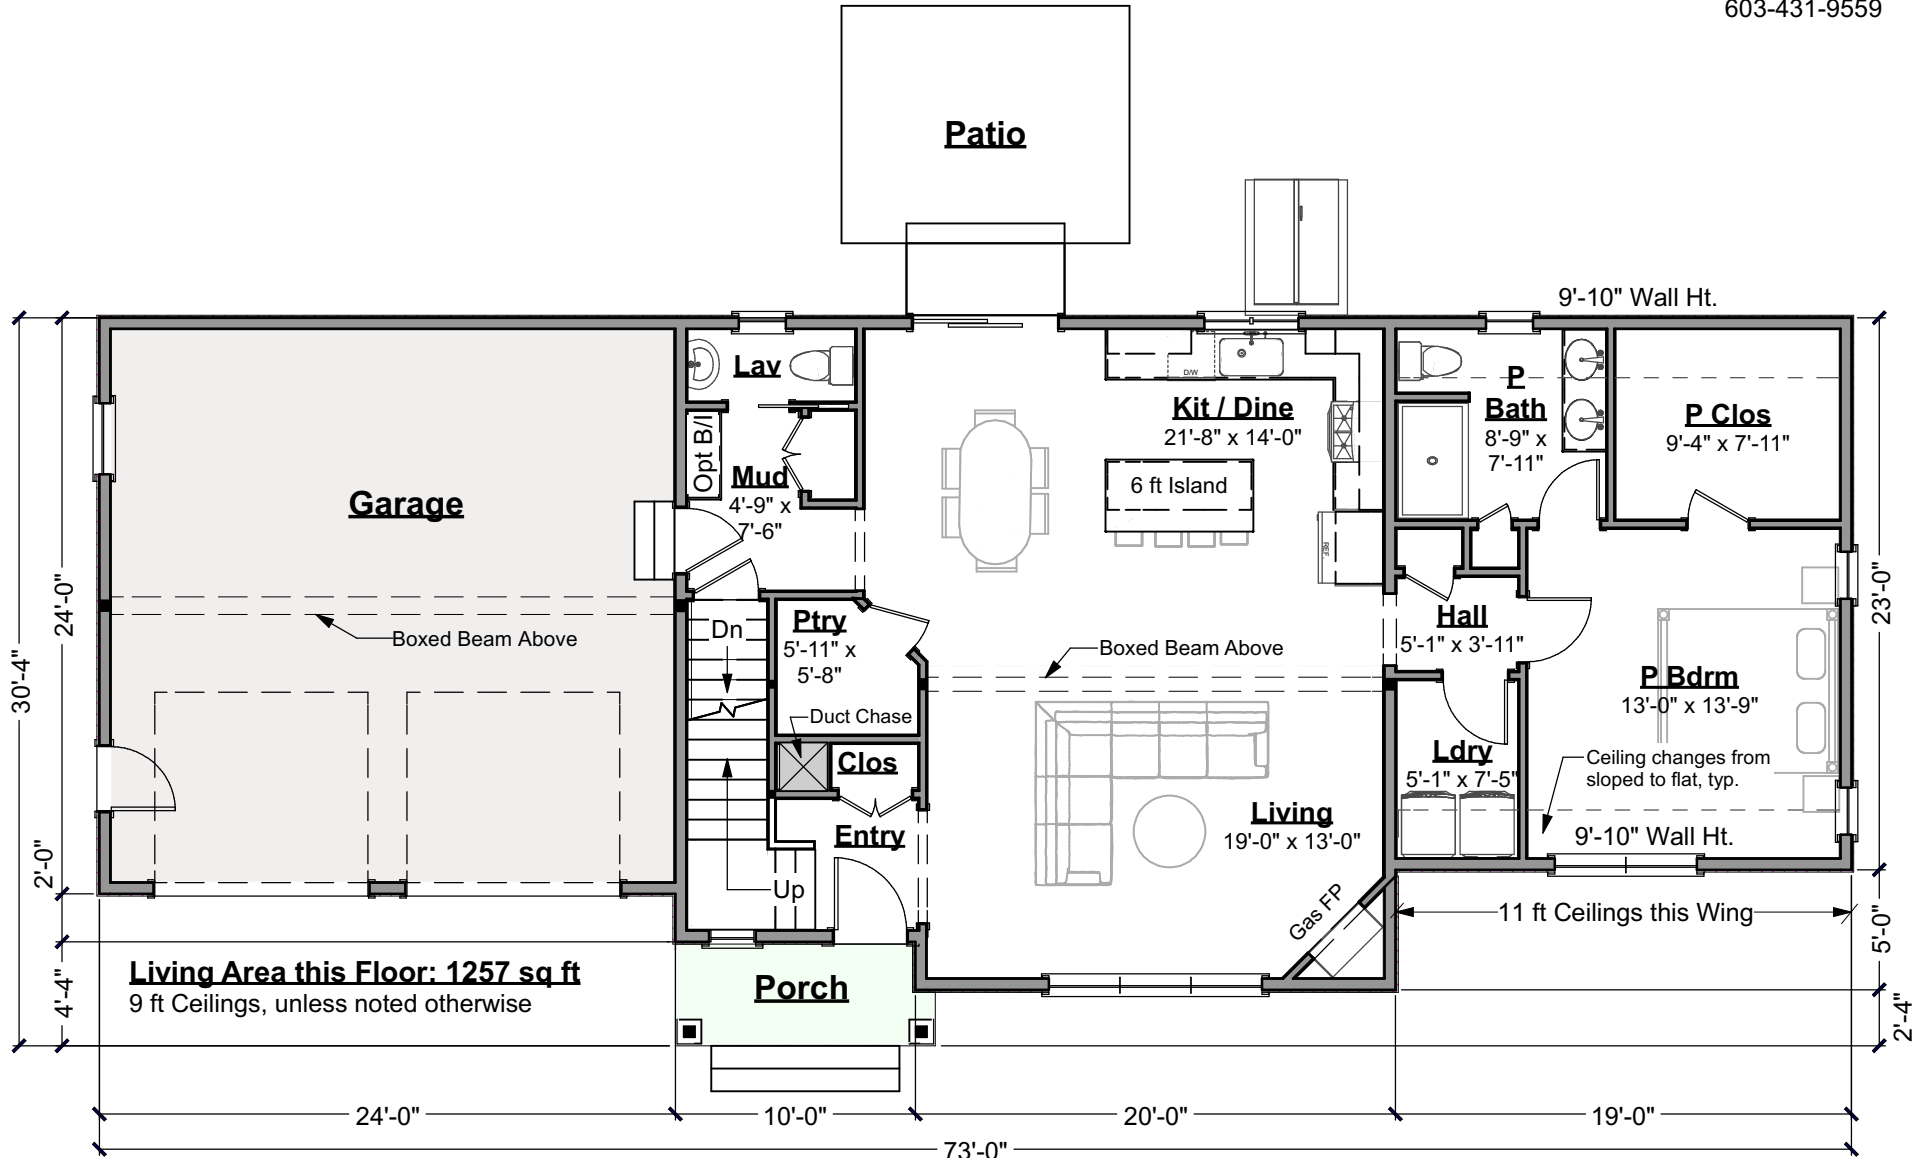 603-431-9559
Patio
9'-10" Wall Ht.
Lav
D/W
Kit / Dine
21'-8" x 14'-0"
P
Bath
8'-9" x
7'-11"
P Clos
9'-4" x 7'-11"
Opt B/I
Mud
4'-9" x
7'-6"
Garage
6 ft Island
REF
24'-0"
23'-0"
30'-4"
Boxed Beam Above
Dn
Ptry
5'-11" x
5'-8"
Boxed Beam Above
Hall
5'-1" x 3'-11"
P Bdrm
13'-0" x 13'-9"
Duct Chase
Clos
Ldry
5'-1" x 7'-5"
Ceiling changes from
sloped to flat, typ.
Living
19'-0" x 13'-0"
Entry
9'-10" Wall Ht.
2'-0"
Up
Gas FP
11 ft Ceilings this Wing
5'-0"
Living Area this Floor: 1257 sq ft
9 ft Ceilings, unless noted otherwise
Porch
4'-4"
2'-4"
24'-0"
10'-0"
20'-0"
19'-0"
73'-0"